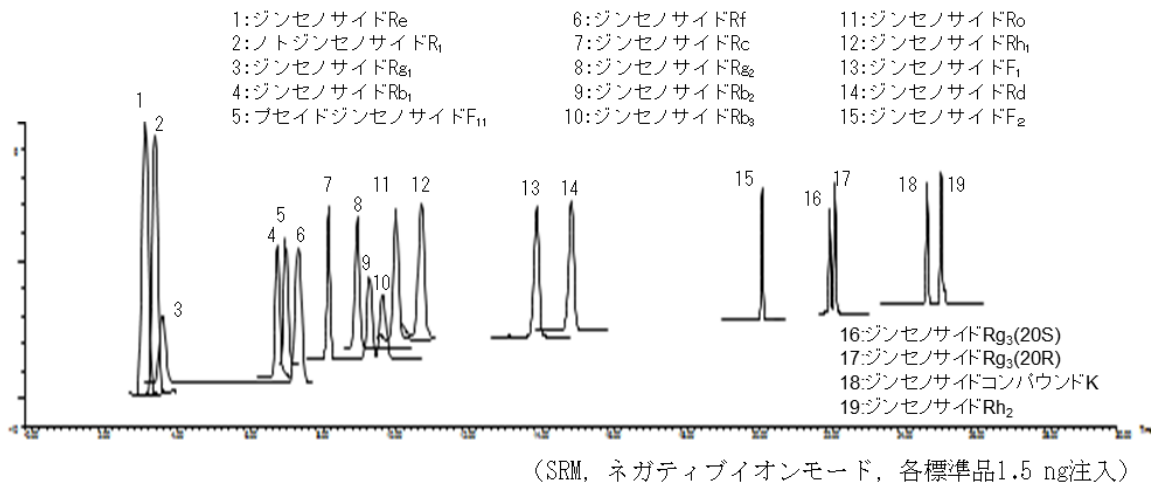 1:ジンセノサイドRe
2:ノトジンセノサイドR₁
3:ジンセノサイドRg₁
4:ジンセノサイドRb₁
5:プセイドジンセノサイドF₁₁
6:ジンセノサイドRf
7:ジンセノサイドRc
8:ジンセノサイドRg₂
9:ジンセノサイドRb₂
10:ジンセノサイドRb₃
11:ジンセノサイドRo
12:ジンセノサイドRh₁
13:ジンセノサイドF₁
14:ジンセノサイドRd
15:ジンセノサイドF₂
1
2
3
4
5
6
7
8
9
10
11
12
13
14
15
16
17
18
19
16:ジンセノサイドRg₃(20S)
17:ジンセノサイドRg₃(20R)
18:ジンセノサイドコンパウンドK
19:ジンセノサイドRh₂
(SRM, ネガティブイオンモード, 各標準品1.5 ng注入)